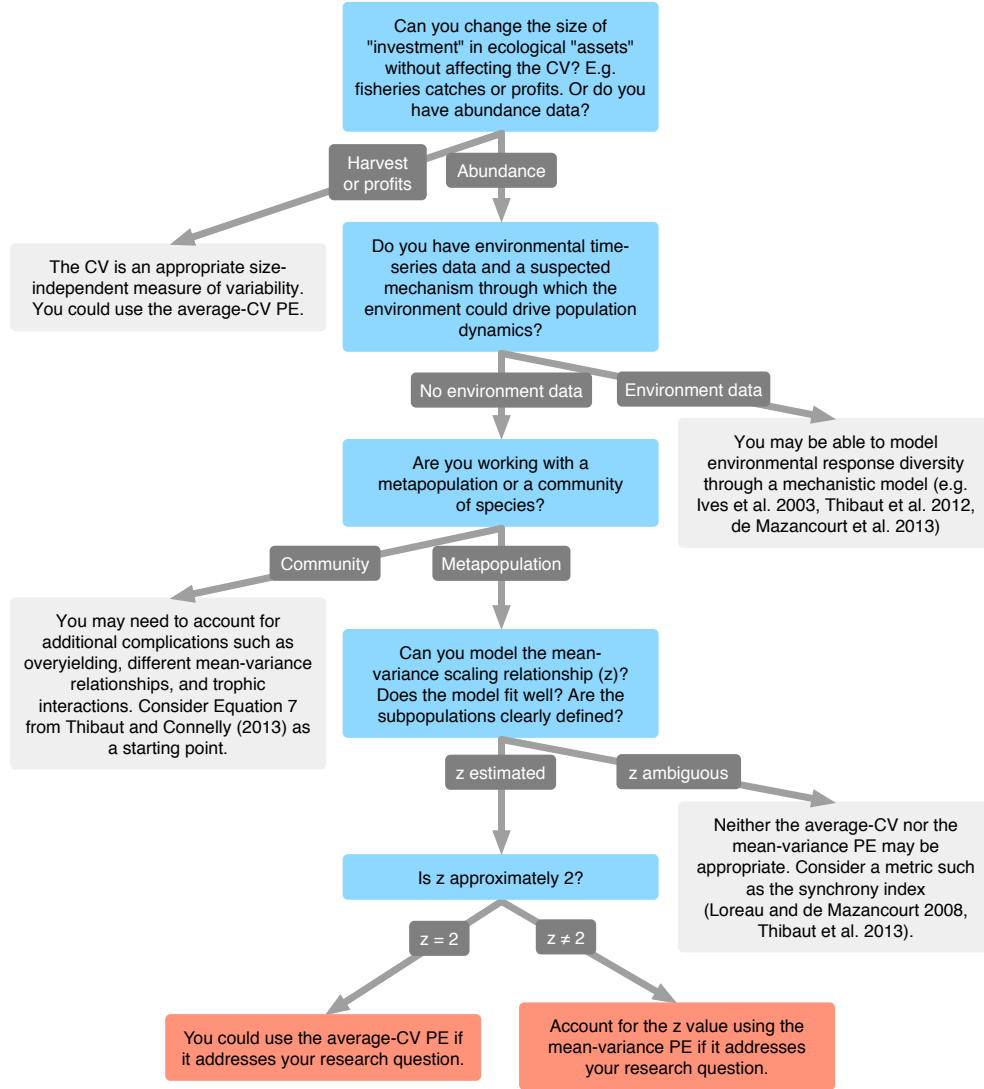 Can you change the size of
"investment" in ecological "assets"
without affecting the CV? E.g.
fisheries catches or profits. Or do you
have abundance data?
Harvest
or profits
Abundance
The CV is an appropriate size-
independent measure of variability.
You could use the average-CV PE.
Do you have environmental time-
series data and a suspected
mechanism through which the
environment could drive population
dynamics?
No environment data
Environment data
You may be able to model
environmental response diversity
through a mechanistic model (e.g.
Ives et al. 2003, Thibaut et al. 2012,
de Mazancourt et al. 2013)
Are you working with a
metapopulation or a community
of species?
Community
Metapopulation
You may need to account for
additional complications such as
overyielding, different mean-variance
relationships, and trophic
interactions. Consider Equation 7
from Thibaut and Connelly (2013) as
a starting point.
Can you model the mean-
variance scaling relationship (z)?
Does the model fit well? Are the
subpopulations clearly defined?
z estimated
z ambiguous
Neither the average-CV nor the
mean-variance PE may be
appropriate. Consider a metric such
as the synchrony index
(Loreau and de Mazancourt 2008,
Thibaut et al. 2013).
Is z approximately 2?
z = 2
z ≠ 2
You could use the average-CV PE if
it addresses your research question.
Account for the z value using the
mean-variance PE if it addresses
your research question.